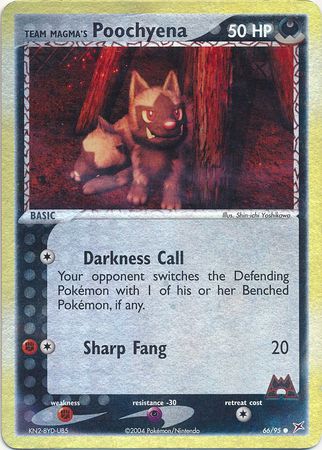 TEAM MAGMA'S Poochyena 50 HP
BASIC
Illus. Shin-ichi Yoshikawa
Darkness Call
Your opponent switches the Defending
Pokémon with 1 of his or her Benched
Pokémon, if any.
Sharp Fang 20
weakness resistance -30 retreat cost
KN2-BYD-UB5 ©2004 Pokémon/Nintendo 66/95 ●